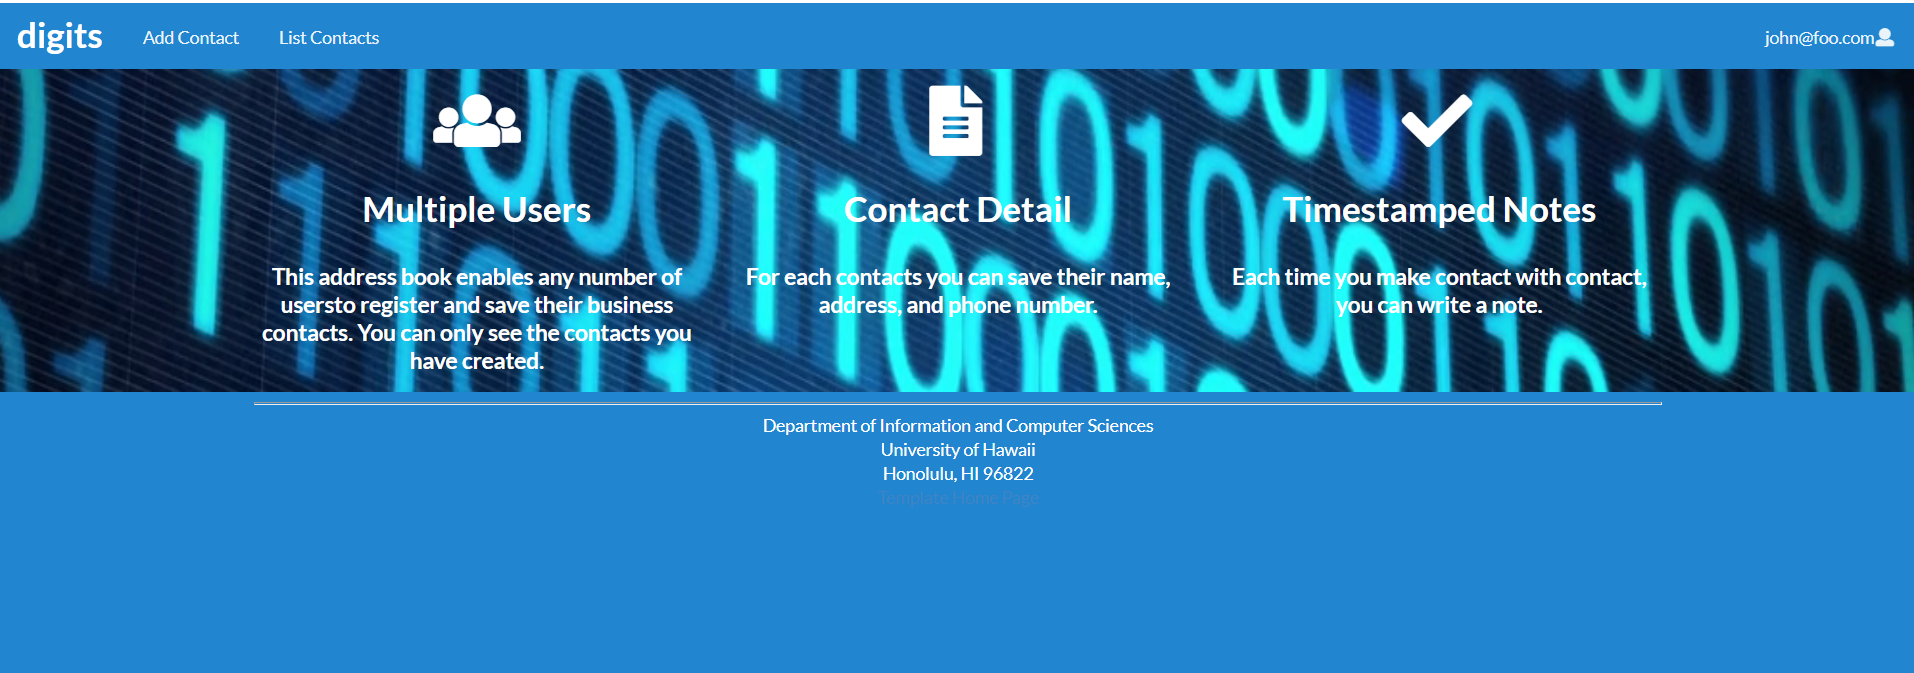 digits
Add Contact
List Contacts
john@foo.com
Multiple Users
This address book enables any number of
usersto register and save their business
contacts. You can only see the contacts you
have created.
Contact Detail
For each contacts you can save their name,
address, and phone number.
Timestamped Notes
Each time you make contact with contact,
you can write a note.
Department of Information and Computer Sciences
University of Hawaii
Honolulu, HI 96822
Template Home Page